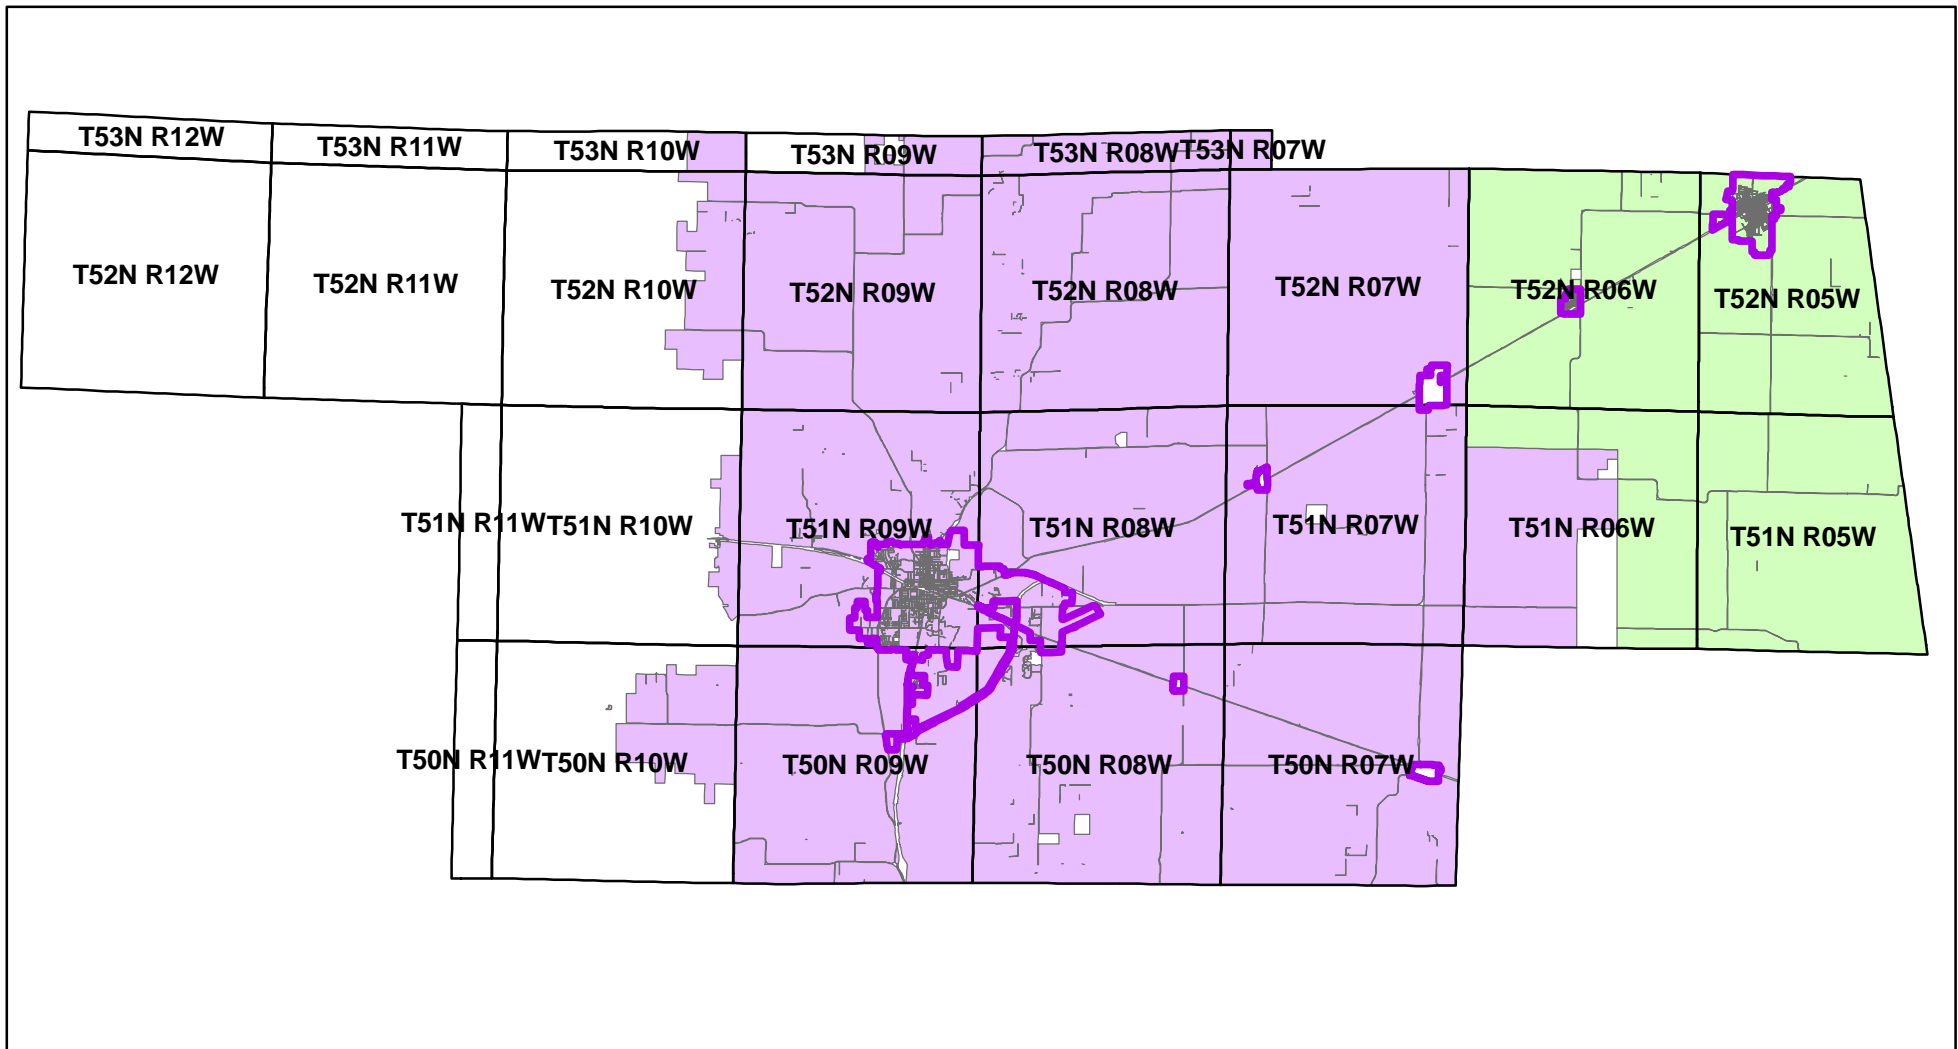 T53N R12W
T53N R11W
T53N R10W
T53N R09W
T53N R08W
T53N R07W
T52N R12W
T52N R11W
T52N R10W
T52N R09W
T52N R08W
T52N R07W
T52N R06W
T52N R05W
T51N R11W
T51N R10W
T51N R09W
T51N R08W
T51N R07W
T51N R06W
T51N R05W
T50N R11W
T50N R10W
T50N R09W
T50N R08W
T50N R07W